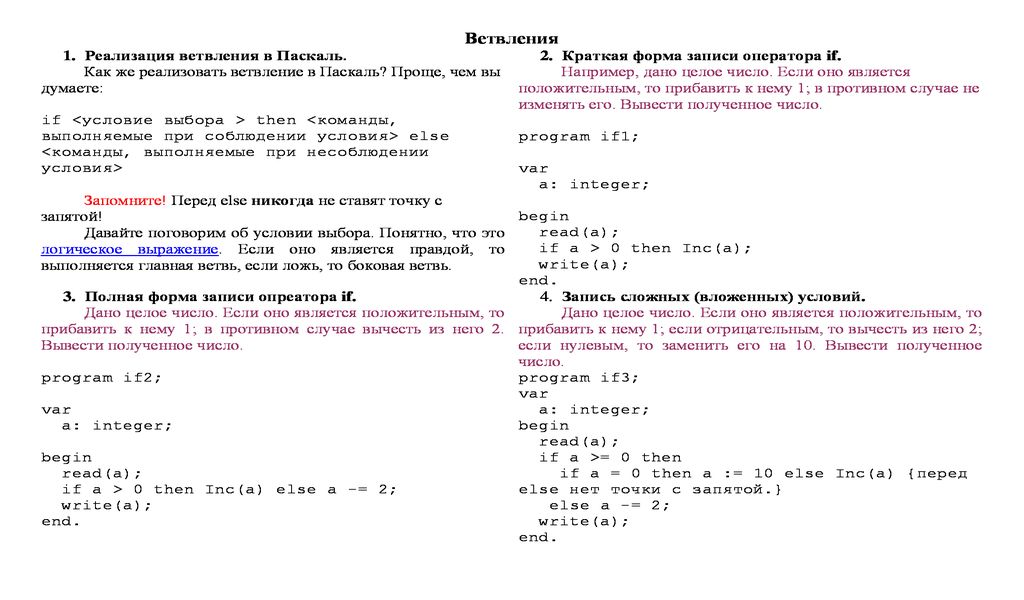 Ветвления
1. Реализация ветвления в Паскаль.
Как же реализовать ветвление в Паскаль? Проще, чем вы
думаете:
if <условие выбора > then <команды,
выполняемые при соблюдении условия> else
<команды, выполняемые при несоблюдении
условия>
Запомните! Перед else никогда не ставят точку с
запятой!
Давайте поговорим об условии выбора. Понятно, что это
логическое выражение. Если оно является правдой, то
выполняется главная ветвь, если ложь, то боковая ветвь.
2. Краткая форма записи оператора if.
Например, дано целое число. Если оно является
положительным, то прибавить к нему 1; в противном случае не
изменять его. Вывести полученное число.
program if1;
var
a: integer;
begin
read(a);
if a > 0 then Inc(a);
write(a);
end.
3. Полная форма записи опреатора if.
Дано целое число. Если оно является положительным, то
прибавить к нему 1; в противном случае вычесть из него 2.
Вывести полученное число.
program if2;
var
a: integer;
begin
read(a);
if a > 0 then Inc(a) else a -= 2;
write(a);
end.
4. Запись сложных (вложенных) условий.
Дано целое число. Если оно является положительным, то
прибавить к нему 1; если отрицательным, то вычесть из него 2;
если нулевым, то заменить его на 10. Вывести полученное
число.
program if3;
var
a: integer;
begin
read(a);
if a >= 0 then
if a = 0 then a := 10 else Inc(a) {перед
else нет точки с запятой.}
else a -= 2;
write(a);
end.